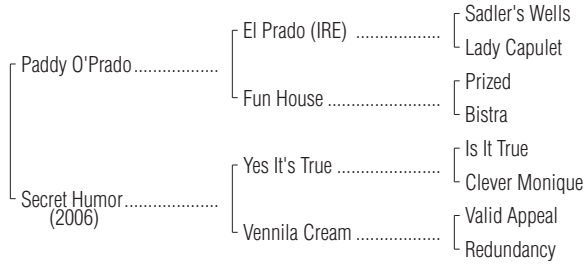 Sadler's Wells
El Prado (IRE) ..................
Lady Capulet
Paddy O'Prado..................
Prized
Fun House .......................
Bistra
Is It True
Yes It's True ......................
Clever Monique
Secret Humor....................
(2006)
Valid Appeal
Vennila Cream ...................
Redundancy